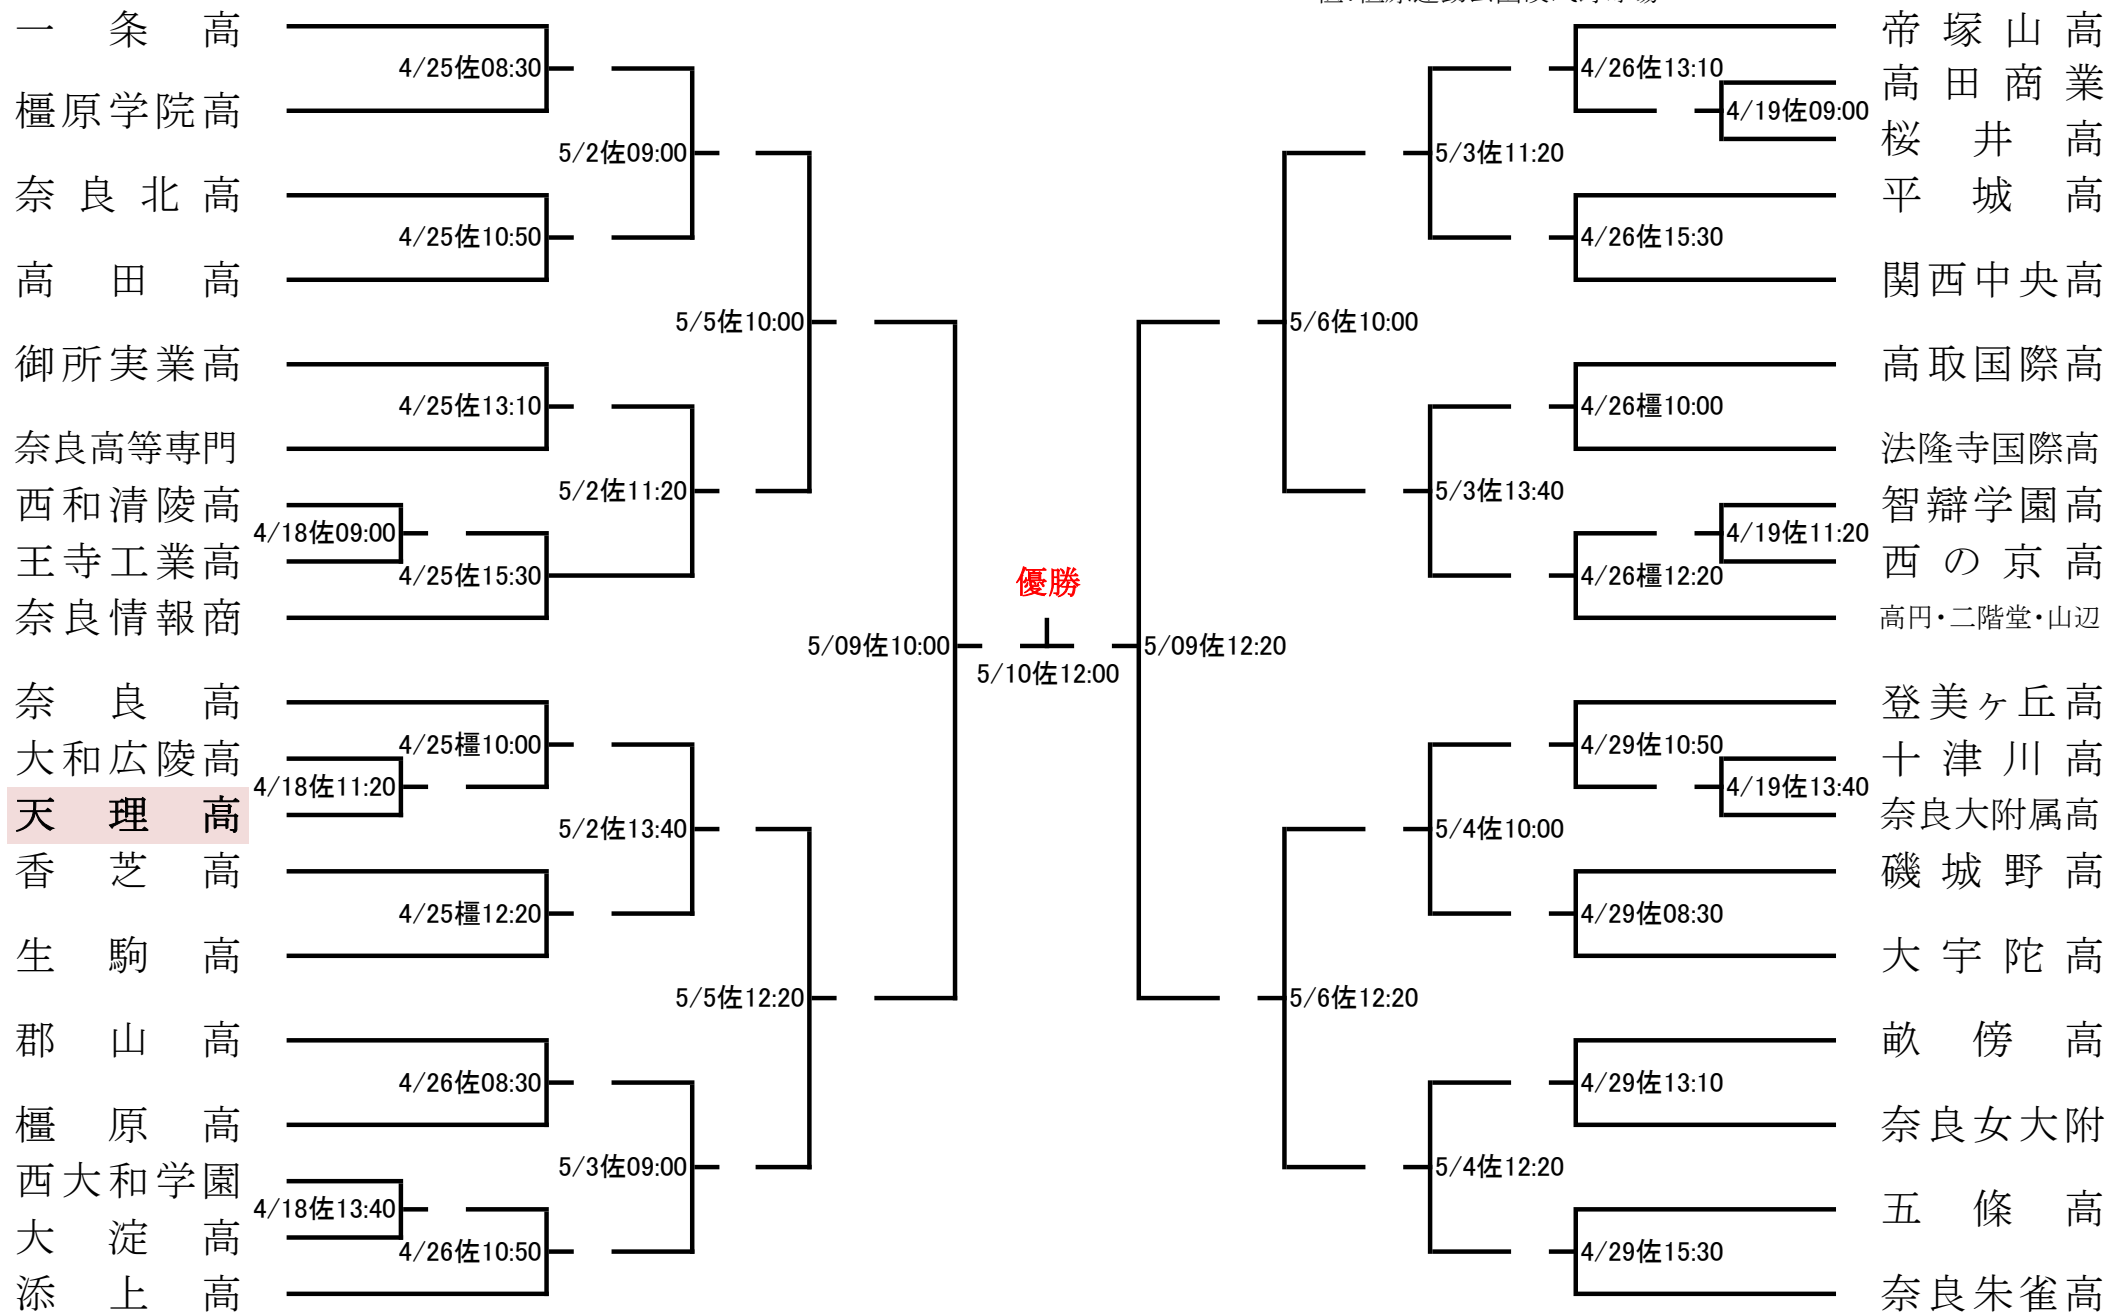 一条高
4/25佐08:30
橿原学院高
5/2佐09:00
奈良北高
4/25佐10:50
高田高
5/5佐10:00
御所実業高
4/25佐13:10
奈良高等専門
5/2佐11:20
西和清陵高
4/18佐09:00
王寺工業高
4/25佐15:30
奈良情報商
5/09佐10:00
奈良高
4/25橿10:00
大和広陵高
4/18佐11:20
天理高
5/2佐13:40
香芝高
4/25橿12:20
生駒高
5/5佐12:20
郡山高
4/26佐08:30
橿原高
5/3佐09:00
西大和学園
4/18佐13:40
大淀高
4/26佐10:50
添上高
優勝
5/10佐12:00
帝塚山高
4/26佐13:10
高田商業
4/19佐09:00
桜井高
5/3佐11:20
平城高
4/26佐15:30
関西中央高
5/6佐10:00
高取国際高
4/26橿10:00
法隆寺国際高
5/3佐13:40
智辯学園高
4/19佐11:20
西の京高
4/26橿12:20
高円・二階堂・山辺
5/09佐12:20
登美ヶ丘高
4/29佐10:50
十津川高
4/19佐13:40
奈良大附属高
5/4佐10:00
磯城野高
4/29佐08:30
大宇陀高
5/6佐12:20
畝傍高
4/29佐13:10
奈良女大附
5/4佐12:20
五條高
4/29佐15:30
奈良朱雀高